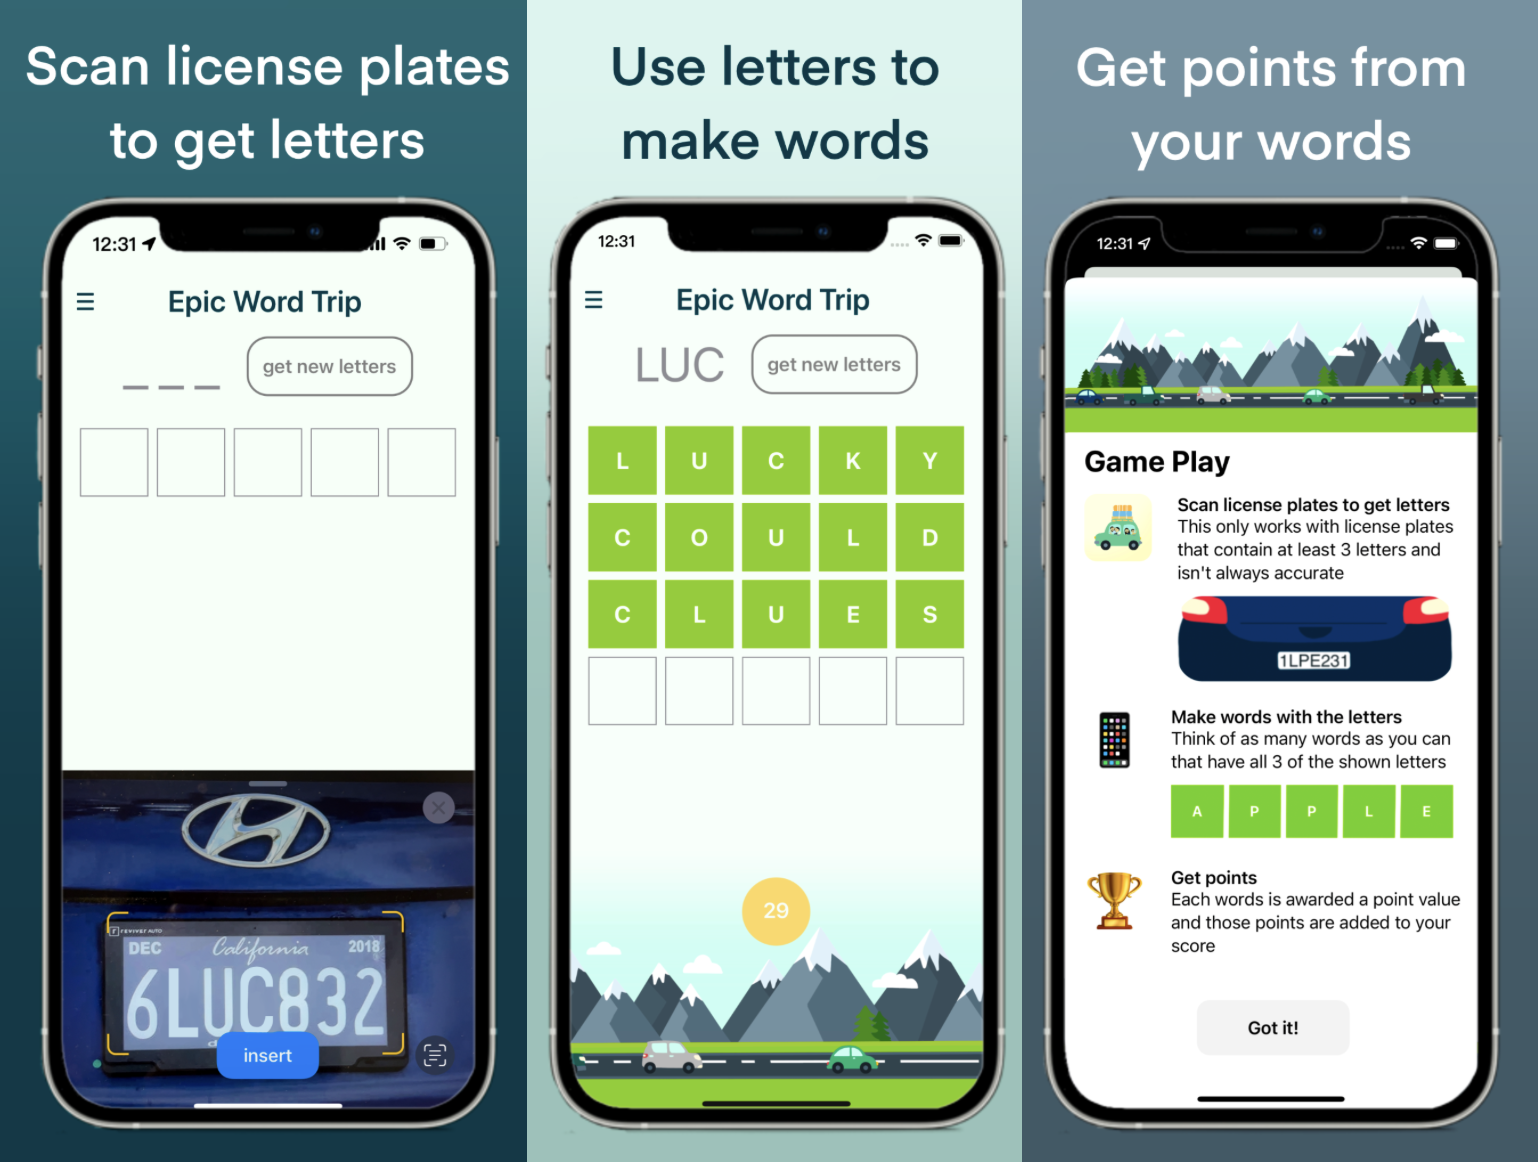 Scan license plates
to get letters
12:31
Epic Word Trip
get new letters
DEC California 2018
6LUC832
insert
Use letters to
make words
12:31
Epic Word Trip
LUC
get new letters
L U C K Y
C O U L D
C L U E S
29
Get points from
your words
12:31
Game Play
Scan license plates to get letters
This only works with license plates
that contain at least 3 letters and
isn't always accurate
1LPE231
Make words with the letters
Think of as many words as you can
that have all 3 of the shown letters
A P P L E
Get points
Each words is awarded a point value
and those points are added to your
score
Got it!